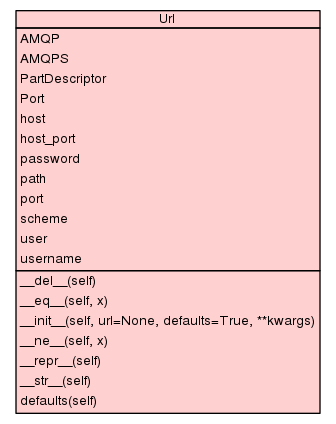 Url
AMQP
AMQPS
PartDescriptor
Port
host
host_port
password
path
port
scheme
user
username
__del__(self)
__eq__(self, x)
__init__(self, url=None, defaults=True, **kwargs)
__ne__(self, x)
__repr__(self)
__str__(self)
defaults(self)